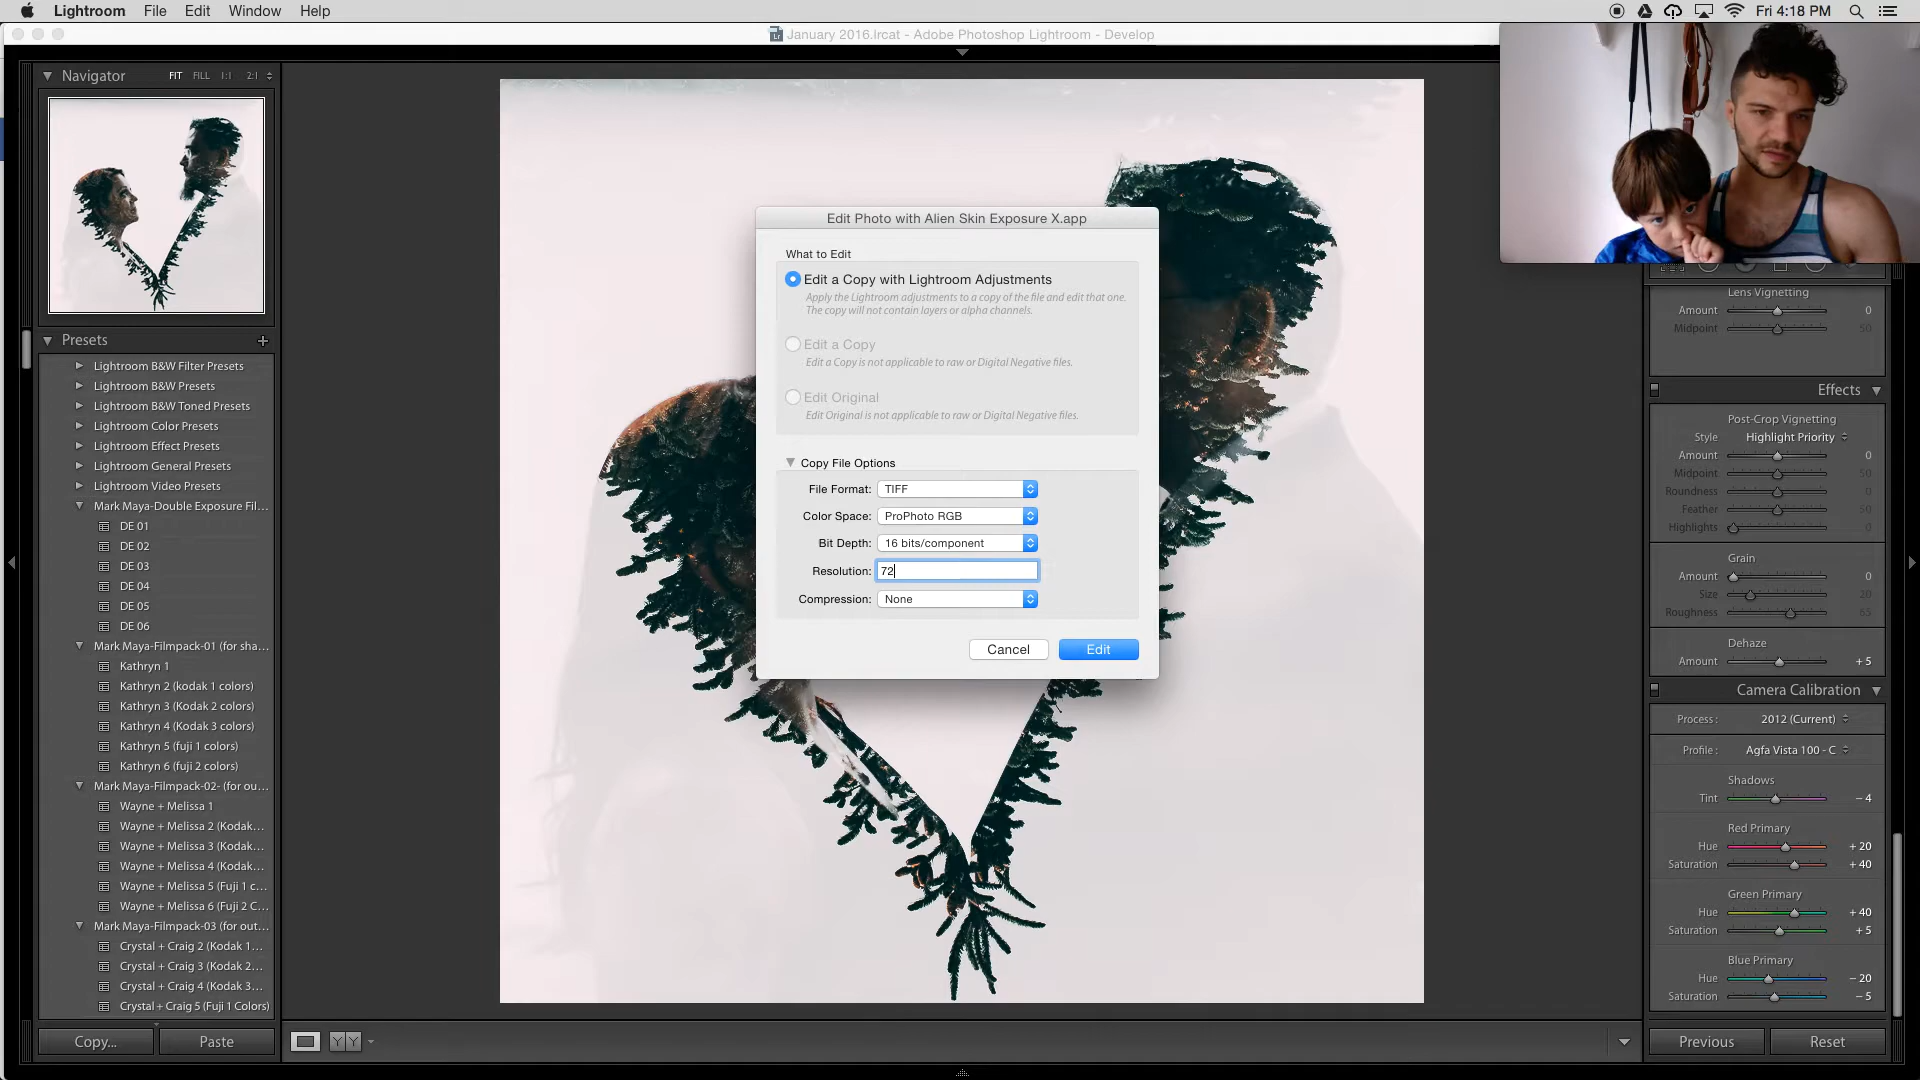 Lightroom File Edit Window Help
Fri 4:18 PM
January 2016.lrcat - Adobe Photoshop Lightroom - Develop
Navigator FIT FILL 1:1 2:1
Presets
Lightroom B&W Filter Presets
Lightroom B&W Presets
Lightroom B&W Toned Presets
Lightroom Color Presets
Lightroom Effect Presets
Lightroom General Presets
Lightroom Video Presets
Mark Maya-Double Exposure Fil...
DE 01
DE 02
DE 03
DE 04
DE 05
DE 06
Mark Maya-Filmpack-01 (for sha...
Kathryn 1
Kathryn 2 (kodak 1 colors)
Kathryn 3 (Kodak 2 colors)
Kathryn 4 (Kodak 3 colors)
Kathryn 5 (fuji 1 colors)
Kathryn 6 (fuji 2 colors)
Mark Maya-Filmpack-02- (for ou...
Wayne + Melissa 1
Wayne + Melissa 2 (Kodak...
Wayne + Melissa 3 (Kodak...
Wayne + Melissa 4 (Kodak...
Wayne + Melissa 5 (Fuji 1 c...
Wayne + Melissa 6 (Fuji 2 C...
Mark Maya-Filmpack-03 (for out...
Crystal + Craig 2 (Kodak 1...
Crystal + Craig 3 (Kodak 2...
Crystal + Craig 4 (Kodak 3...
Crystal + Craig 5 (Fuji 1 Colors)
Copy... Paste
Edit Photo with Alien Skin Exposure X.app
What to Edit
Edit a Copy with Lightroom Adjustments
Apply the Lightroom adjustments to a copy of the file and edit that one.
The copy will not contain layers or alpha channels.
Edit a Copy
Edit a Copy is not applicable to raw or Digital Negative files.
Edit Original
Edit Original is not applicable to raw or Digital Negative files.
Copy File Options
File Format: TIFF
Color Space: ProPhoto RGB
Bit Depth: 16 bits/component
Resolution: 72
Compression: None
Cancel Edit
Lens Vignetting
Amount 0
Midpoint 50
Effects
Post-Crop Vignetting
Style Highlight Priority
Amount 0
Midpoint 50
Roundness 0
Feather 50
Highlights 0
Grain
Amount 0
Size 20
Roughness 65
Dehaze
Amount + 5
Camera Calibration
Process : 2012 (Current)
Profile : Agfa Vista 100 - C
Shadows
Tint - 4
Red Primary
Hue + 20
Saturation + 40
Green Primary
Hue + 40
Saturation + 5
Blue Primary
Hue - 20
Saturation - 5
Previous Reset